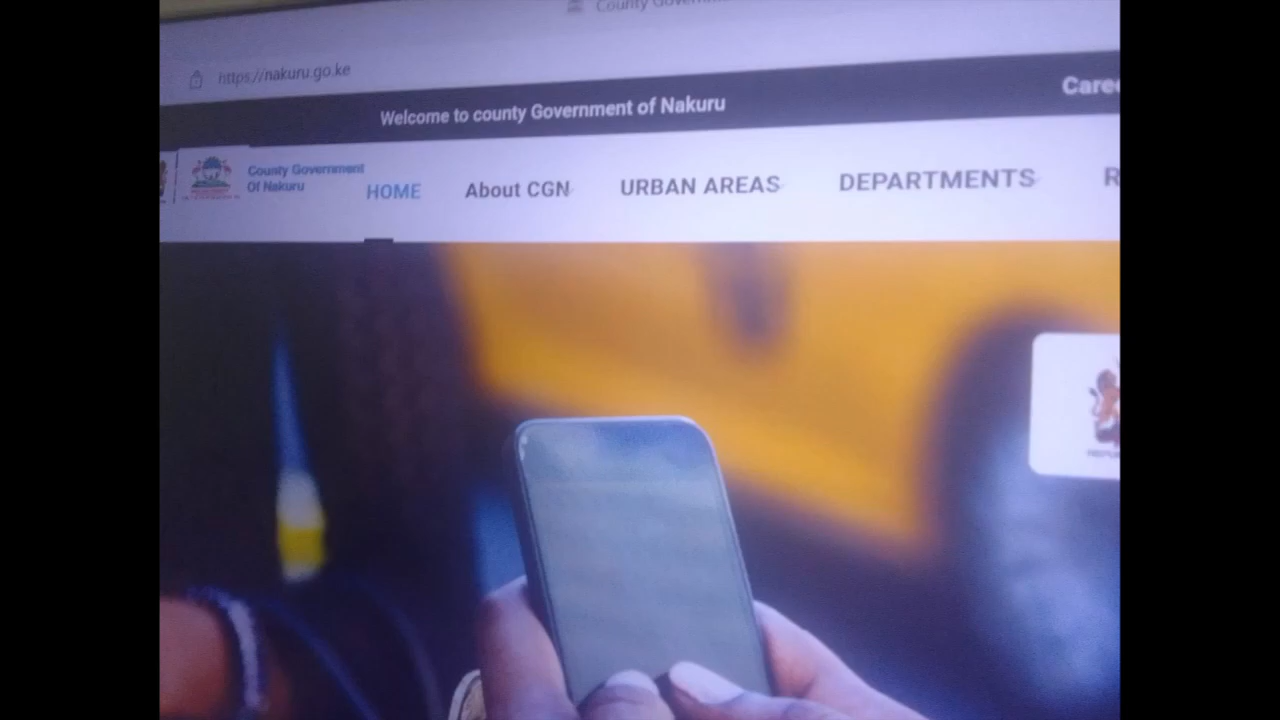 County
https://nakuru.go.ke
Welcome to county Government of Nakuru
County Government
Of Nakuru
HOME
About CGN
URBAN AREAS
DEPARTMENTS
R